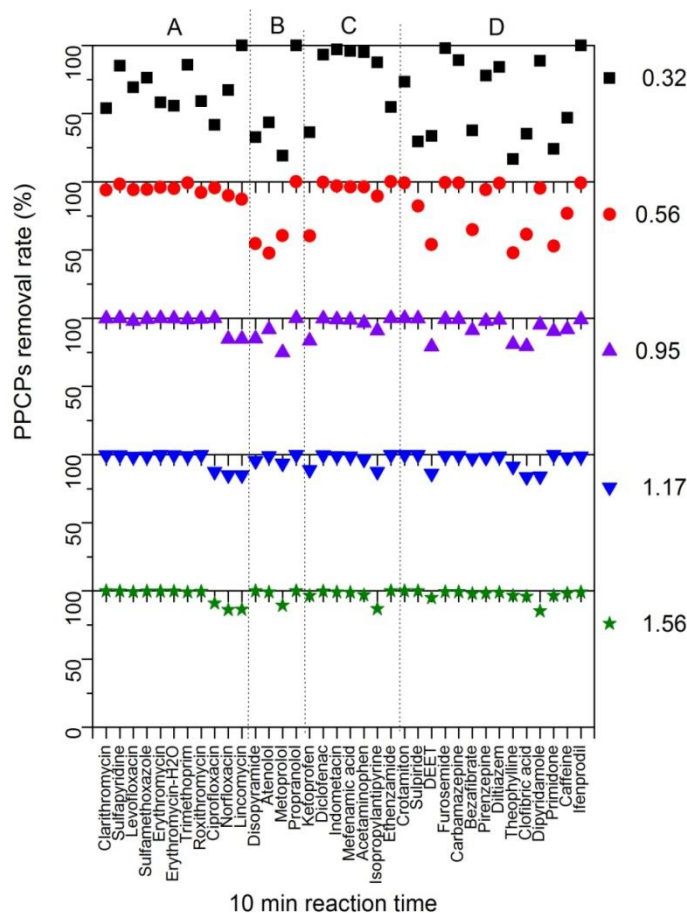 A B C D
PPCPs removal rate (%)
100
50
0.32
100
50
0.56
100
50
0.95
100
50
1.17
100
50
0
1.56
Clarithromycin
Sulfapyridine
Levofloxacin
Sulfamethoxazole
Erythromycin
Erythromycin-H2O
Trimethoprim
Roxithromycin
Ciprofloxacin
Norfloxacin
Lincomycin
Disopyramide
Atenolol
Metoprolol
Propranolol
Ketoprofen
Diclofenac
Indometacin
Mefenamic acid
Acetaminophen
Isopropylantipyrine
Ethenzamide
Crotamiton
Sulpiride
DEET
Furosemide
Carbamazepine
Bezafibrate
Pirenzepine
Diltiazem
Theophylline
Clofibric acid
Dipyridamole
Primidone
Caffeine
Ifenprodil
10 min reaction time